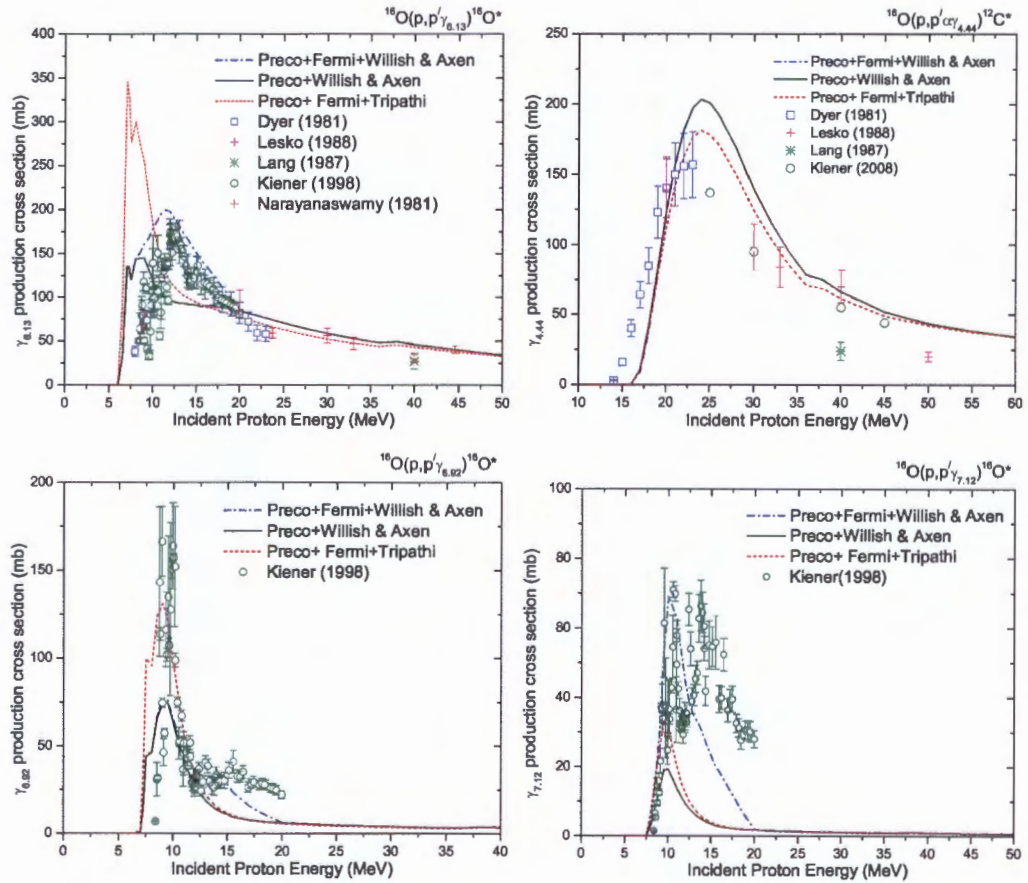 ¹⁶O(p,p′γ₆.₁₃)¹⁶O*
400
350
300
250
200
150
100
50
0
γ₆.₁₃ production cross section (mb)
Preco+Fermi+Willish & Axen
Preco+Willish & Axen
Preco+ Fermi+Tripathi
Dyer (1981)
Lesko (1988)
Lang (1987)
Kiener (1998)
Narayanaswamy (1981)
0 5 10 15 20 25 30 35 40 45 50
Incident Proton Energy (MeV)
¹⁶O(p,p′αγ₄.₄₄)¹²C*
250
200
150
100
50
0
γ₄.₄₄ production cross section (mb)
Preco+Fermi+Willish & Axen
Preco+Willish & Axen
Preco+ Fermi+Tripathi
Dyer (1981)
Lesko (1988)
Lang (1987)
Kiener (2008)
10 15 20 25 30 35 40 45 50 55 60
Incident Proton Energy (MeV)
¹⁶O(p,p′γ₆.₉₂)¹⁶O*
200
150
100
50
0
γ₆.₉₂ production cross section (mb)
Preco+Fermi+Willish & Axen
Preco+Willish & Axen
Preco+ Fermi+Tripathi
Kiener (1998)
0 5 10 15 20 25 30 35 40
Incident Proton Energy (MeV)
¹⁶O(p,p′γ₇.₁₂)¹⁶O*
100
80
60
40
20
0
γ₇.₁₂ production cross section (mb)
Preco+Fermi+Willish & Axen
Preco+Willish & Axen
Preco+ Fermi+Tripathi
Kiener(1998)
0 5 10 15 20 25 30 35 40 45 50
Incident Proton Energy (MeV)